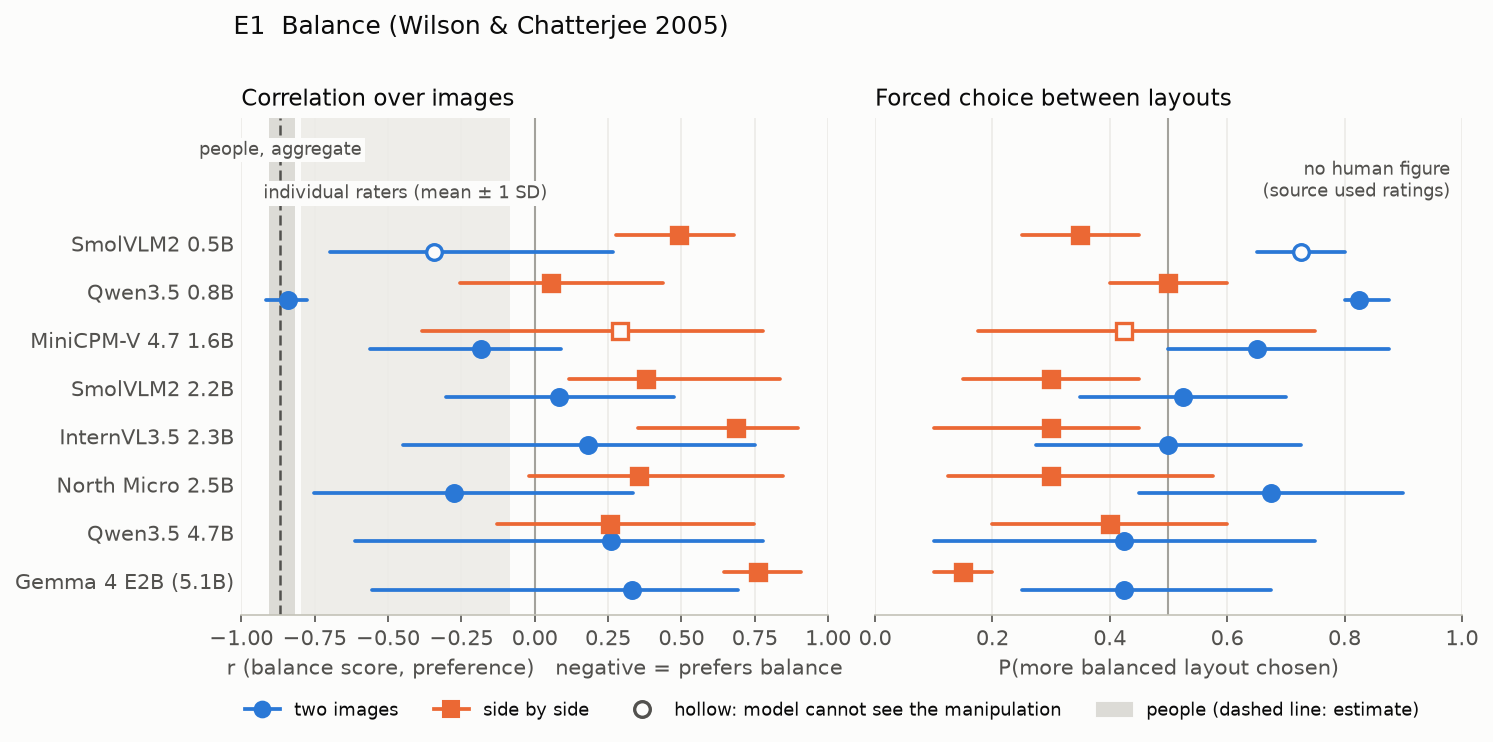 E1  Balance (Wilson & Chatterjee 2005)
Correlation over images
people, aggregate
individual raters (mean ± 1 SD)
SmolVLM2 0.5B
Qwen3.5 0.8B
MiniCPM-V 4.7 1.6B
SmolVLM2 2.2B
InternVL3.5 2.3B
North Micro 2.5B
Qwen3.5 4.7B
Gemma 4 E2B (5.1B)
−1.00 −0.75 −0.50 −0.25 0.00 0.25 0.50 0.75 1.00
r (balance score, preference)   negative = prefers balance
Forced choice between layouts
no human figure
(source used ratings)
0.0 0.2 0.4 0.6 0.8 1.0
P(more balanced layout chosen)
two images side by side hollow: model cannot see the manipulation people (dashed line: estimate)